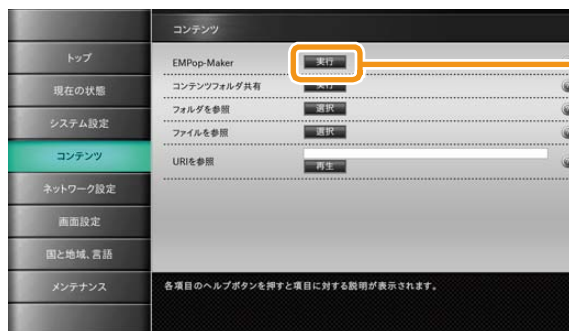 コンテンツ
トップ
現在の状態
システム設定
コンテンツ
ネットワーク設定
画面設定
国と地域、言語
メンテナンス
EMPop-Maker 実行
コンテンツフォルダ共有 実行
フォルダを参照 選択
ファイルを参照 選択
URIを参照
再生
各項目のヘルプボタンを押すと項目に対する説明が表示されます。